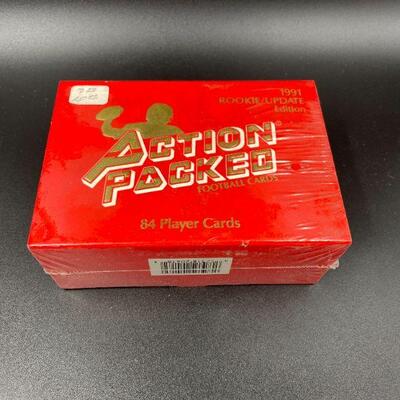 1991
ROOKIE/UPDATE
Edition
ACTION
PACKED®
FOOTBALL CARDS
84 Player Cards